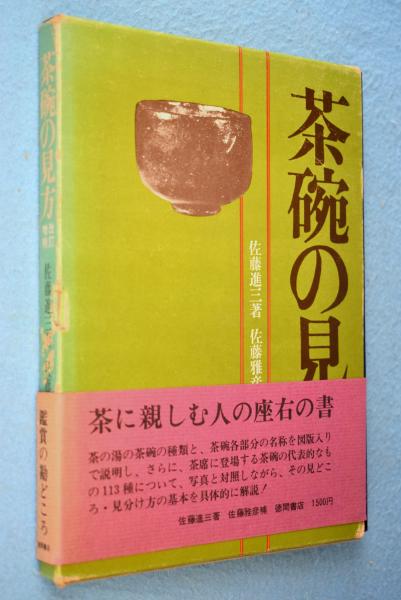 茶碗の見
佐藤進三著 佐藤雅彦
茶に親しむ人の座右の書
茶の湯の茶碗の種類と、茶碗各部分の名称を図版入り
で説明し、さらに、茶席に登場する茶碗の代表的なも
の113種について、写真と対照しながら、その見どこ
ろ・見分け方の基本を具体的に解説!
佐藤進三著 佐藤雅彦補 徳間書店 1500円
茶碗の見方
改訂
増補
佐藤進三
鑑賞の勘どころ